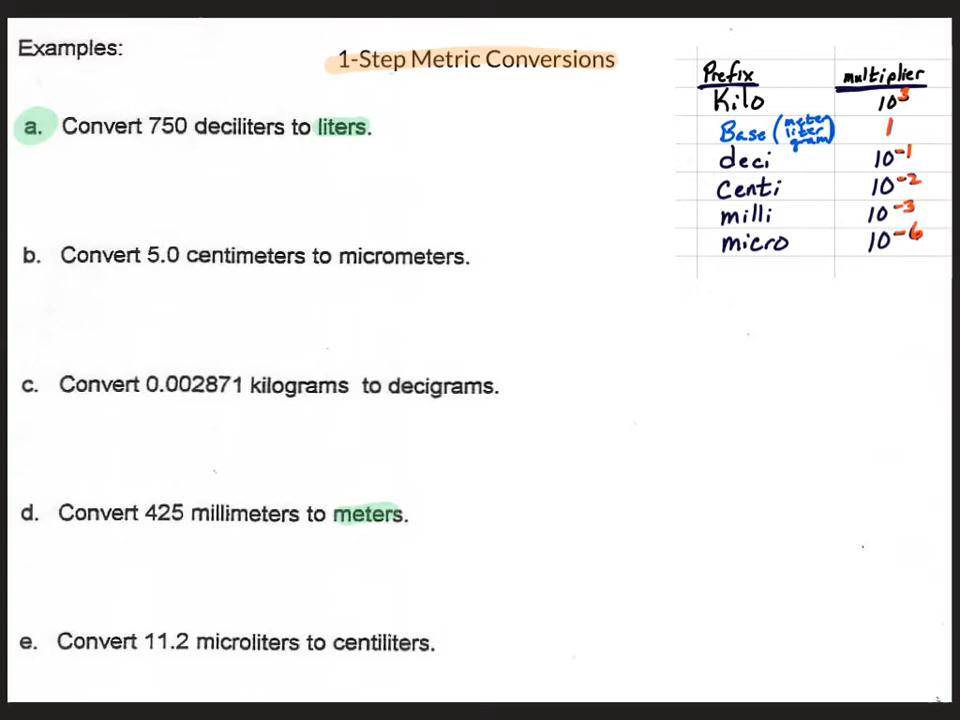 Examples:
1-Step Metric Conversions
a. Convert 750 deciliters to liters.
b. Convert 5.0 centimeters to micrometers.
c. Convert 0.002871 kilograms to decigrams.
d. Convert 425 millimeters to meters.
e. Convert 11.2 microliters to centiliters.
Prefix multiplier
Kilo 10³
Base (meter liter gram) 1
deci 10⁻¹
Centi 10⁻²
milli 10⁻³
micro 10⁻⁶